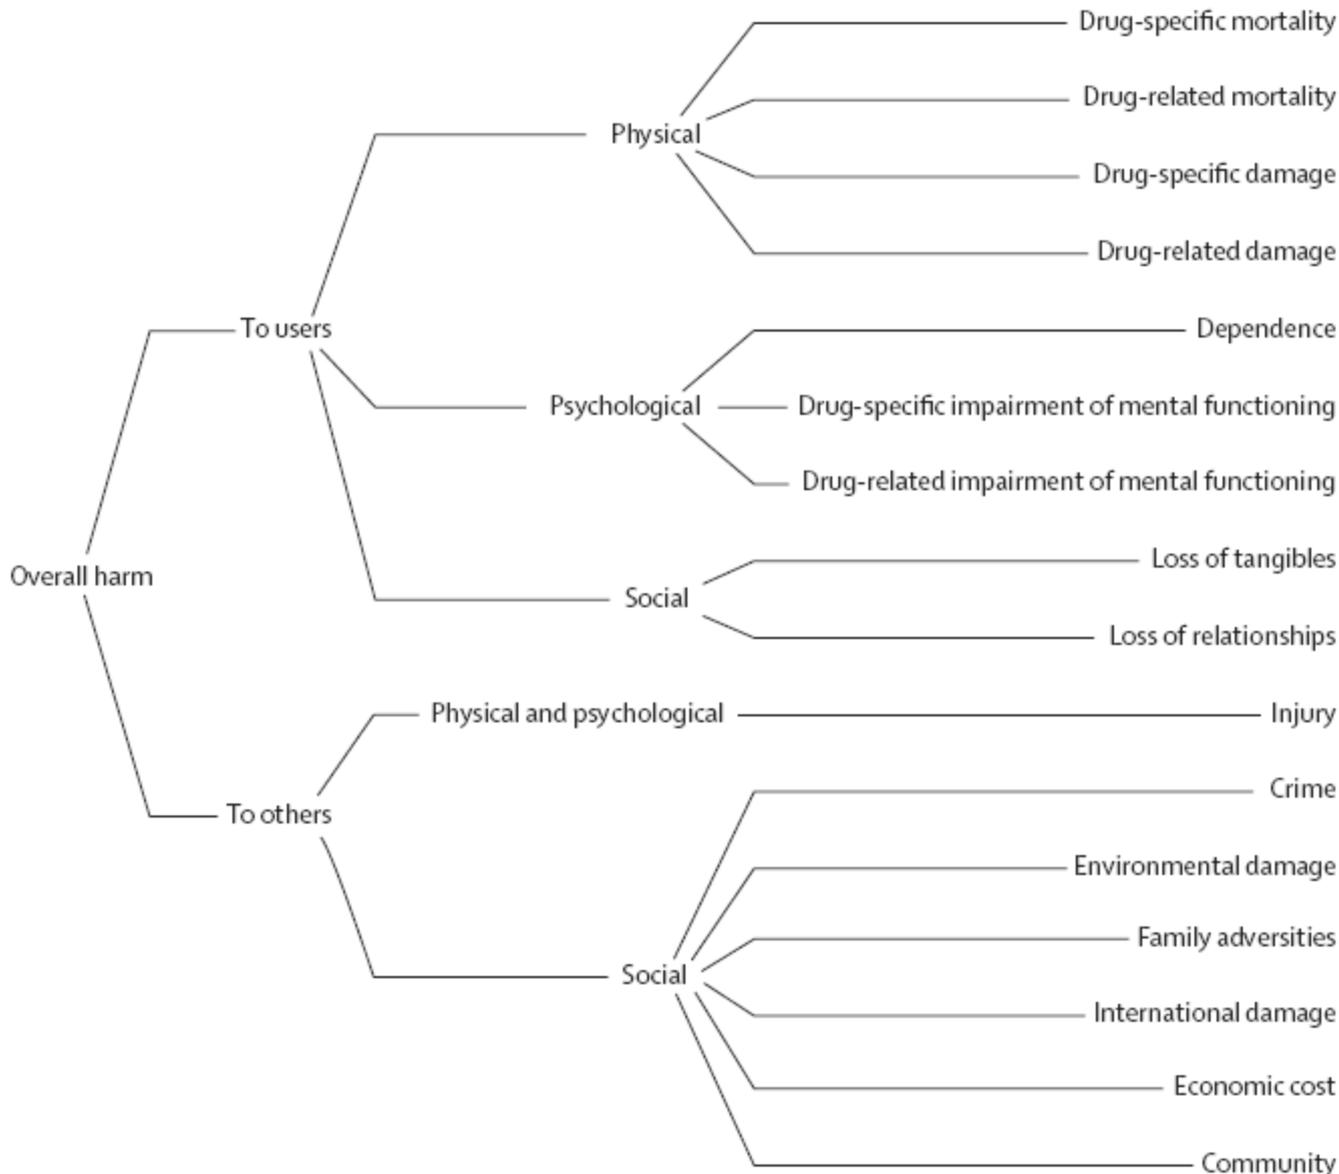 Drug-specific mortality
Drug-related mortality
Physical
Drug-specific damage
Drug-related damage
To users
Dependence
Psychological
Drug-specific impairment of mental functioning
Drug-related impairment of mental functioning
Loss of tangibles
Overall harm
Social
Loss of relationships
Physical and psychological
Injury
Crime
To others
Environmental damage
Family adversities
Social
International damage
Economic cost
Community